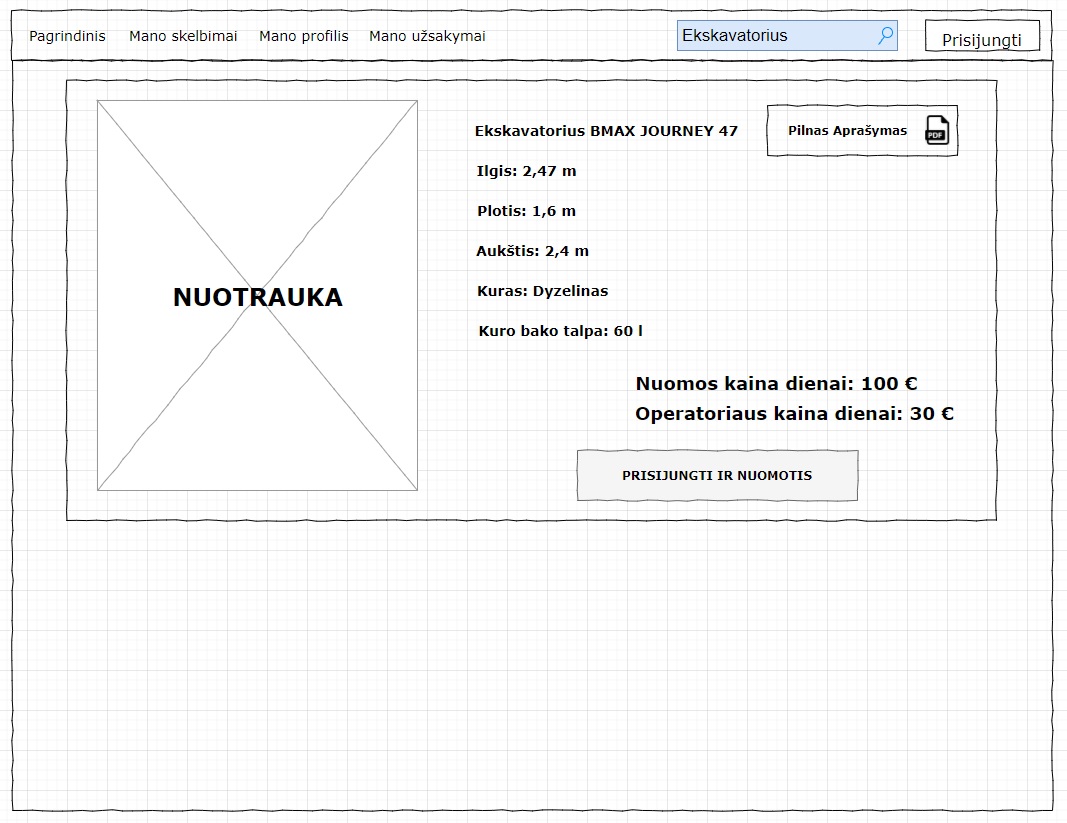 Pagrindinis Mano skelbimai Mano profilis Mano užsakymai Ekskavatorius Prisijungti
Ekskavatorius BMAX JOURNEY 47
Pilnas Aprašymas PDF
Ilgis: 2,47 m
Plotis: 1,6 m
Aukštis: 2,4 m
Kuras: Dyzelinas
Kuro bako talpa: 60 l
NUOTRAUKA
Nuomos kaina dienai: 100 €
Operatoriaus kaina dienai: 30 €
PRISIJUNGTI IR NUOMOTIS